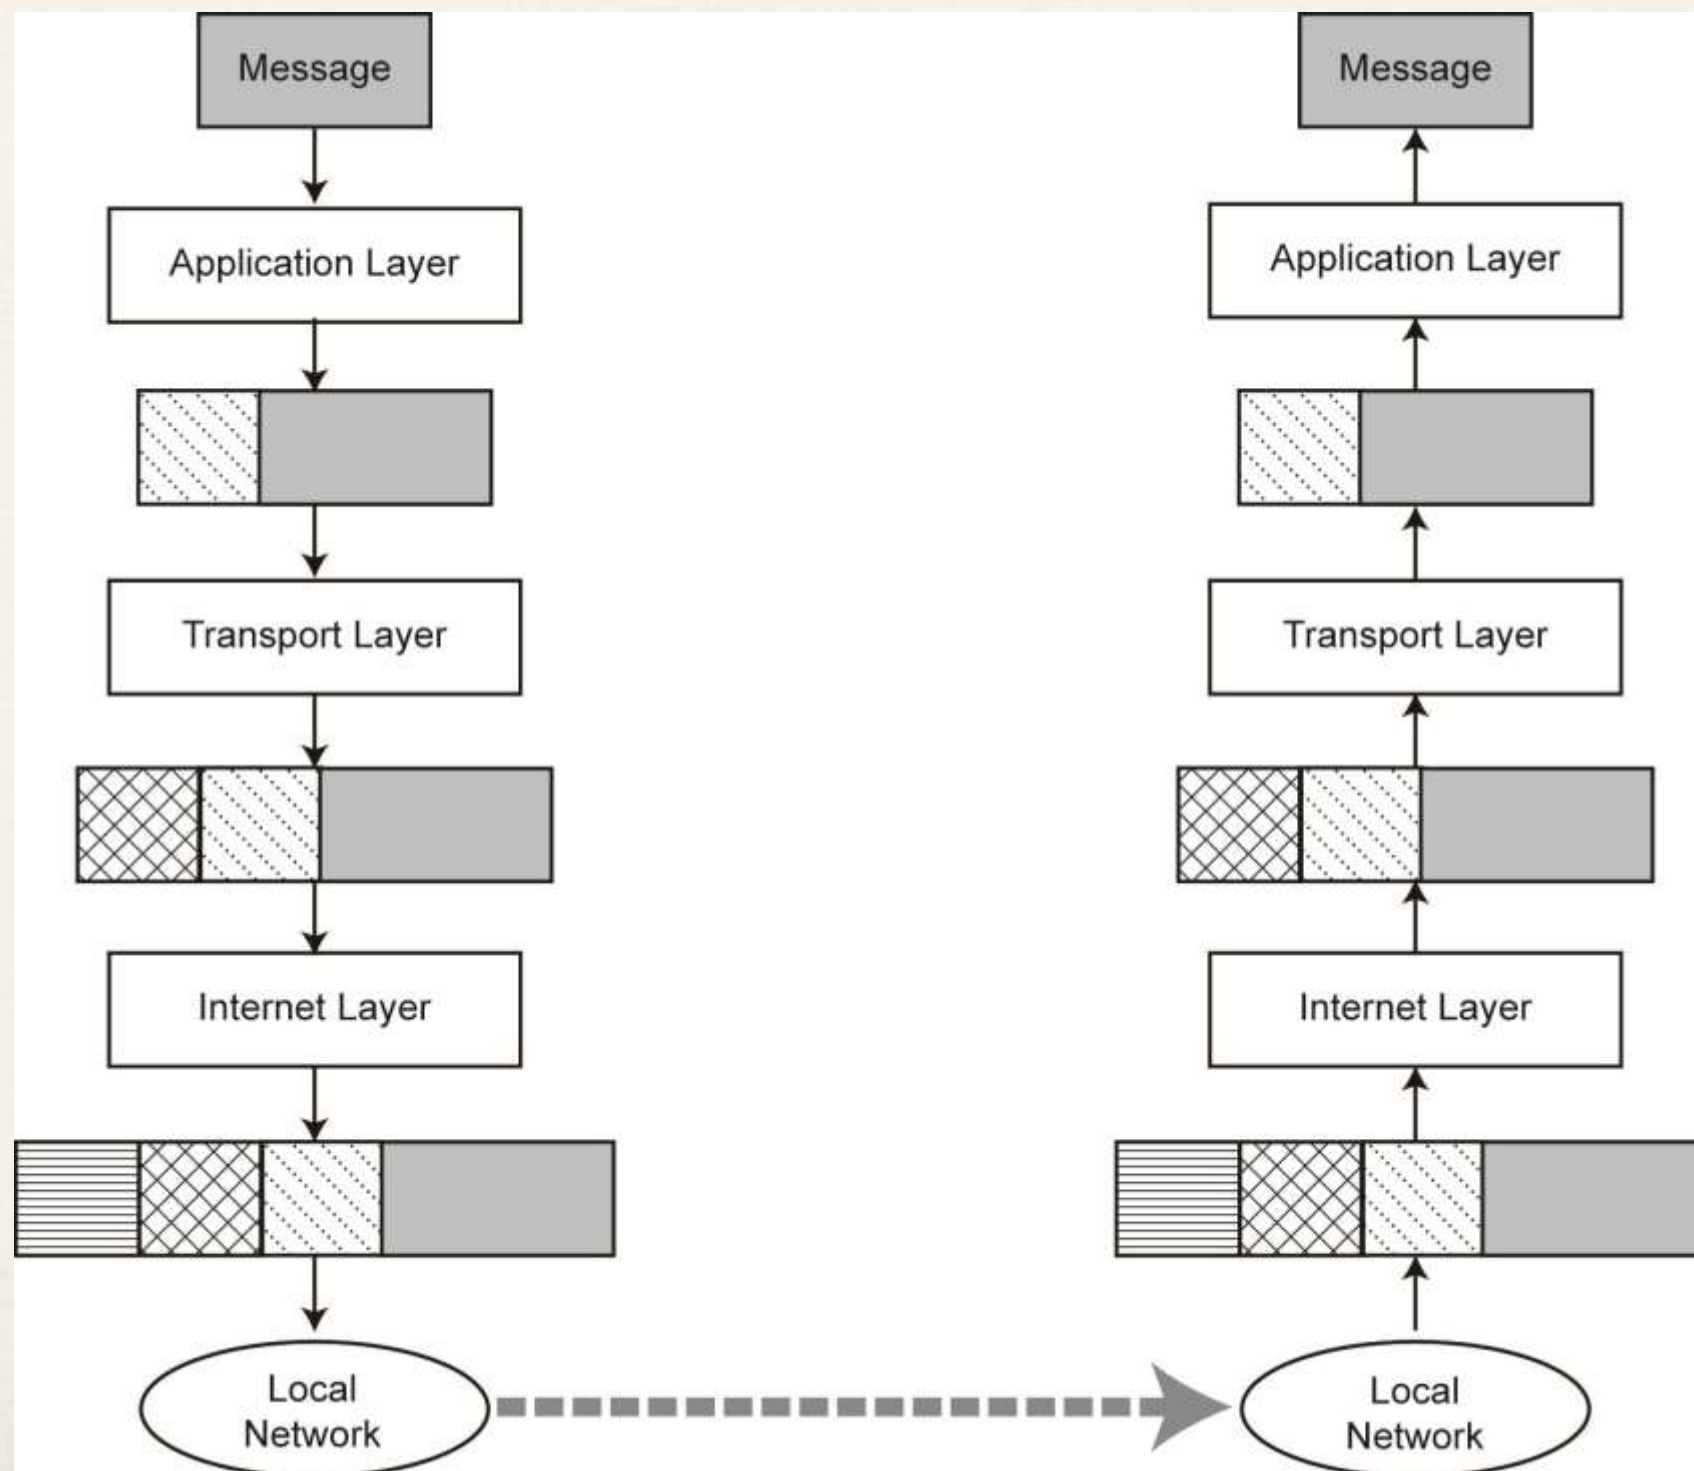 Message
Application Layer
Transport Layer
Internet Layer
Local
Network
Message
Application Layer
Transport Layer
Internet Layer
Local
Network